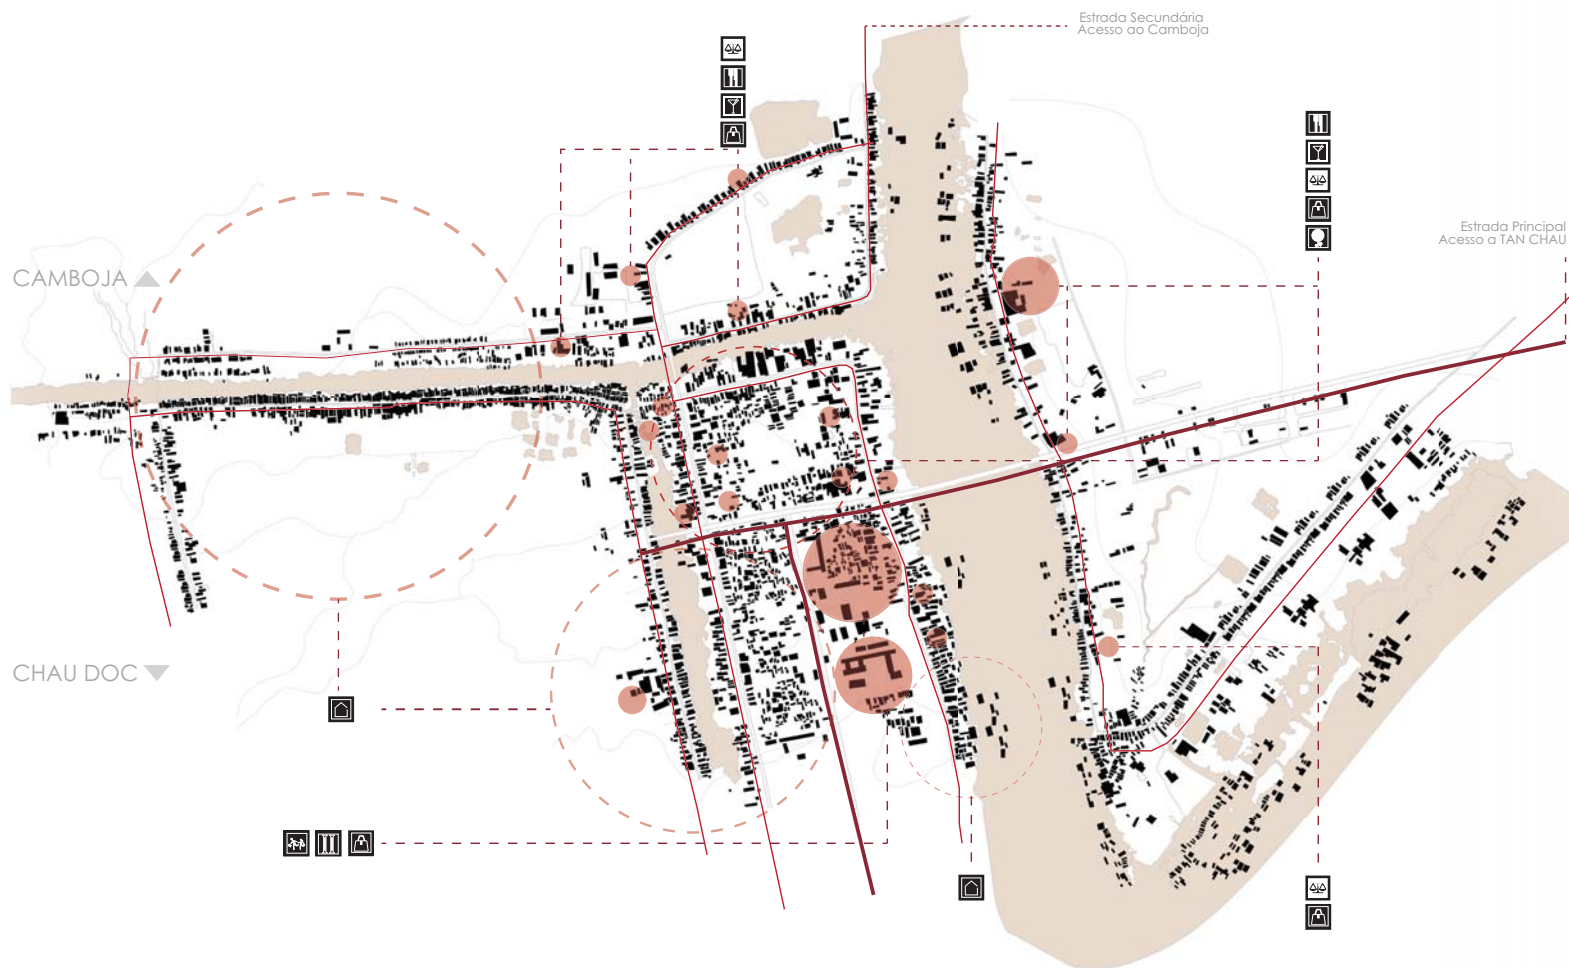 Estrada Secundária
Acesso ao Camboja
Estrada Principal
Acesso a TAN CHAU
CAMBOJA
CHAU DOC